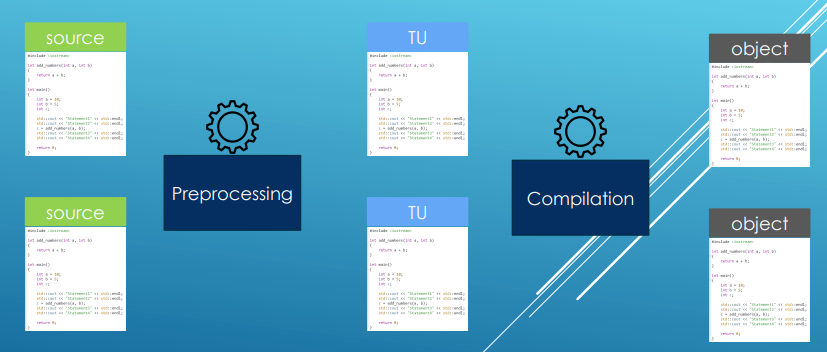 source
#include <iostream>
int add_numbers(int a, int b)
{
return a + b;
}
int main()
{
int a = 10;
int b = 5;
int c;
std::cout << "Statement1" << std::endl;
std::cout << "Statement2" << std::endl;
c = add_numbers(a, b);
std::cout << "Statement3" << std::endl;
std::cout << "Statement4" << std::endl;
return 0;
}
source
#include <iostream>
int add_numbers(int a, int b)
{
return a + b;
}
int main()
{
int a = 10;
int b = 5;
int c;
std::cout << "Statement1" << std::endl;
std::cout << "Statement2" << std::endl;
c = add_numbers(a, b);
std::cout << "Statement3" << std::endl;
std::cout << "Statement4" << std::endl;
return 0;
}
Preprocessing
TU
#include <iostream>
int add_numbers(int a, int b)
{
return a + b;
}
int main()
{
int a = 10;
int b = 5;
int c;
std::cout << "Statement1" << std::endl;
std::cout << "Statement2" << std::endl;
c = add_numbers(a, b);
std::cout << "Statement3" << std::endl;
std::cout << "Statement4" << std::endl;
return 0;
}
TU
#include <iostream>
int add_numbers(int a, int b)
{
return a + b;
}
int main()
{
int a = 10;
int b = 5;
int c;
std::cout << "Statement1" << std::endl;
std::cout << "Statement2" << std::endl;
c = add_numbers(a, b);
std::cout << "Statement3" << std::endl;
std::cout << "Statement4" << std::endl;
return 0;
}
Compilation
object
#include <iostream>
int add_numbers(int a, int b)
{
return a + b;
}
int main()
{
int a = 10;
int b = 5;
int c;
std::cout << "Statement1" << std::endl;
std::cout << "Statement2" << std::endl;
c = add_numbers(a, b);
std::cout << "Statement3" << std::endl;
std::cout << "Statement4" << std::endl;
return 0;
}
object
#include <iostream>
int add_numbers(int a, int b)
{
return a + b;
}
int main()
{
int a = 10;
int b = 5;
int c;
std::cout << "Statement1" << std::endl;
std::cout << "Statement2" << std::endl;
c = add_numbers(a, b);
std::cout << "Statement3" << std::endl;
std::cout << "Statement4" << std::endl;
return 0;
}